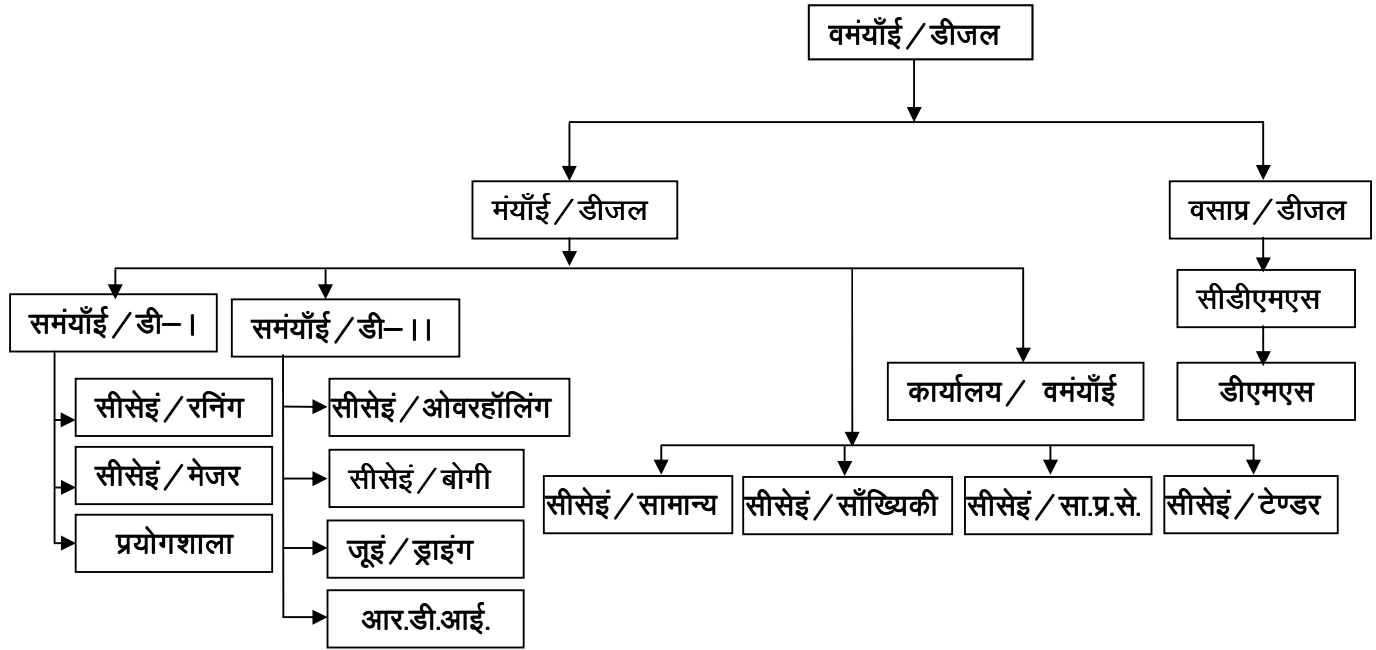 वमंयाँई/डीजल
मंयाँई/डीजल
वसाप्र/डीजल
सीडीएमएस
समंयाँई/डी–I
समंयाँई/डी–II
कार्यालय/ वमंयाँई
डीएमएस
सीसेइं/रनिंग
सीसेइं/ओवरहॉलिंग
सीसेइं/मेजर
सीसेइं/बोगी
सीसेइं/सामान्य
सीसेइं/साँख्यिकी
सीसेइं/सा.प्र.से.
सीसेइं/टेण्डर
प्रयोगशाला
जूइं/ड्राइंग
आर.डी.आई.